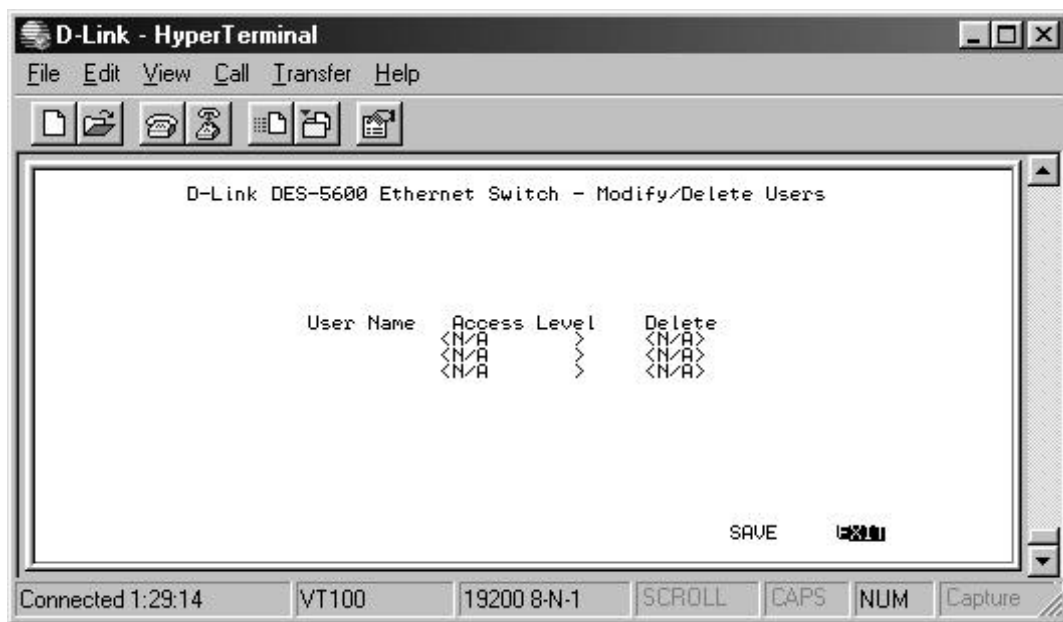 D-Link - HyperTerminal
File Edit View Call Transfer Help
D-Link DES-5600 Ethernet Switch - Modify/Delete Users
User Name Access Level Delete
<N/A > <N/A>
<N/A > <N/A>
<N/A > <N/A>
SAVE EXIT
Connected 1:29:14 VT100 19200 8-N-1 SCROLL CAPS NUM Capture